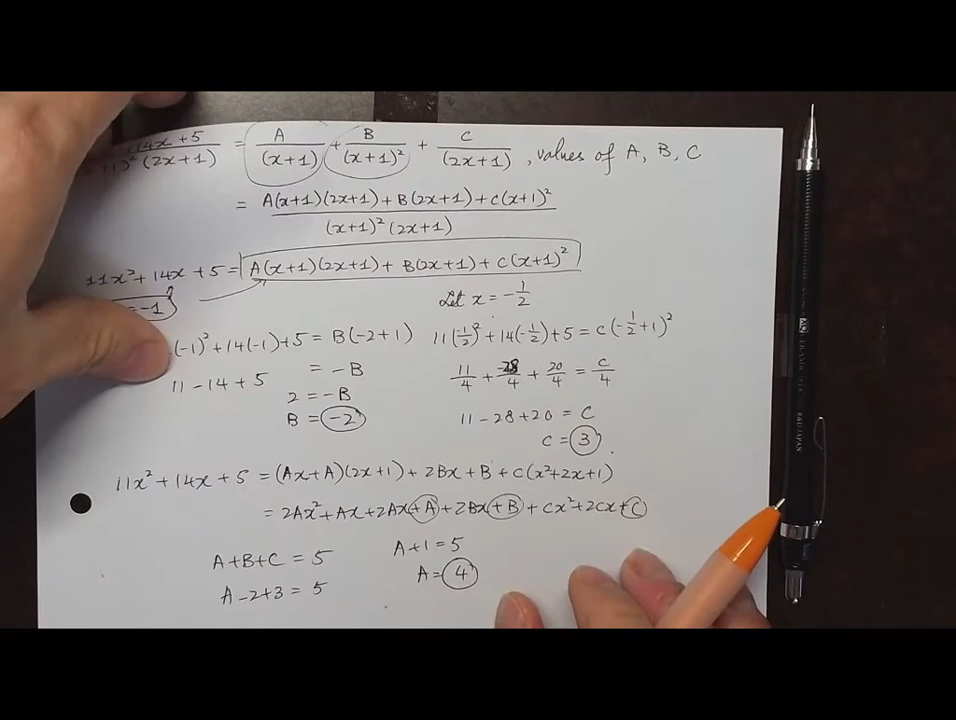 14x+5 / (x+1)²(2x+1) = A/(x+1) + B/(x+1)² + C/(2x+1) , values of A, B, C
= A(x+1)(2x+1)+B(2x+1)+C(x+1)² / (x+1)²(2x+1)
11x²+14x+5 = A(x+1)(2x+1)+B(2x+1)+C(x+1)²
=-1
Let x = -1/2
(-1)²+14(-1)+5 = B(-2+1)
11(-1/2)²+14(-1/2)+5 = C(-1/2+1)²
11-14+5 = -B
11/4 + -28/4 + 20/4 = C/4
2 = -B
B = -2
11-28+20 = C
C = 3
11x²+14x+5 = (Ax+A)(2x+1)+2Bx+B+C(x²+2x+1)
= 2Ax²+Ax+2Ax+A+2Bx+B+Cx²+2Cx+C
A+B+C = 5
A-2+3 = 5
A+1 = 5
A = 4